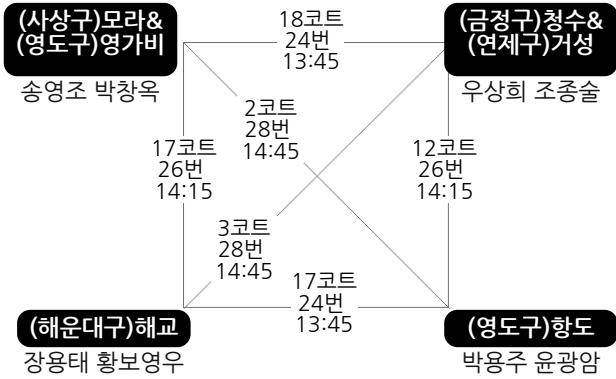 (사상구)모라&
(영도구)영가비
송영조 박창옥
18코트
24번
13:45
(금정구)청수&
(연제구)거성
우상희 조종술
2코트
28번
14:45
17코트
26번
14:15
12코트
26번
14:15
3코트
28번
14:45
17코트
24번
13:45
(해운대구)해교
장용태 황보영우
(영도구)항도
박용주 윤광암